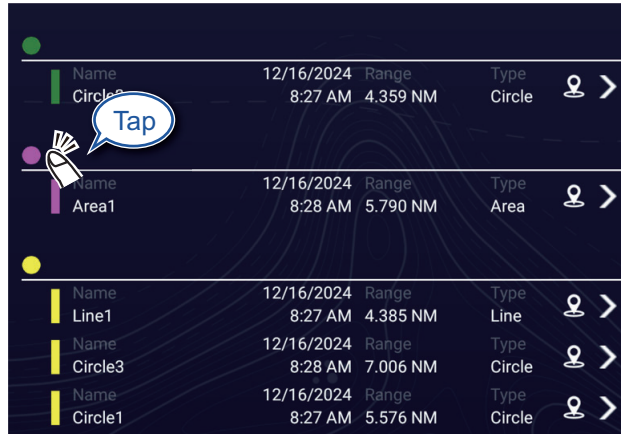 Name 12/16/2024 Range Type
8:27 AM 4.359 NM Circle
Tap
Name 12/16/2024 Range Type
Area1 8:28 AM 5.790 NM Area
Name 12/16/2024 Range Type
Line1 8:27 AM 4.385 NM Line
Name 12/16/2024 Range Type
Circle3 8:28 AM 7.006 NM Circle
Name 12/16/2024 Range Type
Circle1 8:27 AM 5.576 NM Circle